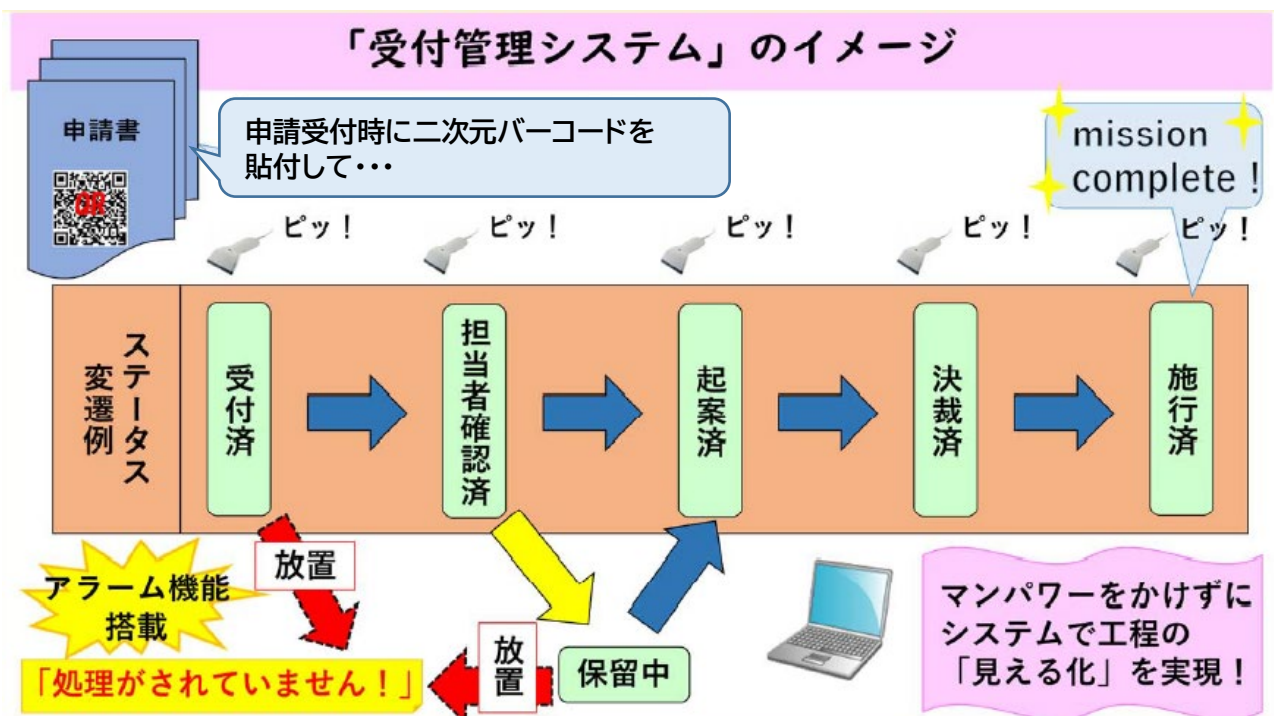 「受付管理システム」のイメージ
申請書
QR
申請受付時に二次元バーコードを
貼付して・・・
mission
complete！
ピッ！
ピッ！
ピッ！
ピッ！
ピッ！
ステータス
変遷例
受付済
担当者確認済
起案済
決裁済
施行済
放置
アラーム機能
搭載
「処理がされていません！」
放置
保留中
マンパワーをかけずに
システムで工程の
「見える化」を実現！